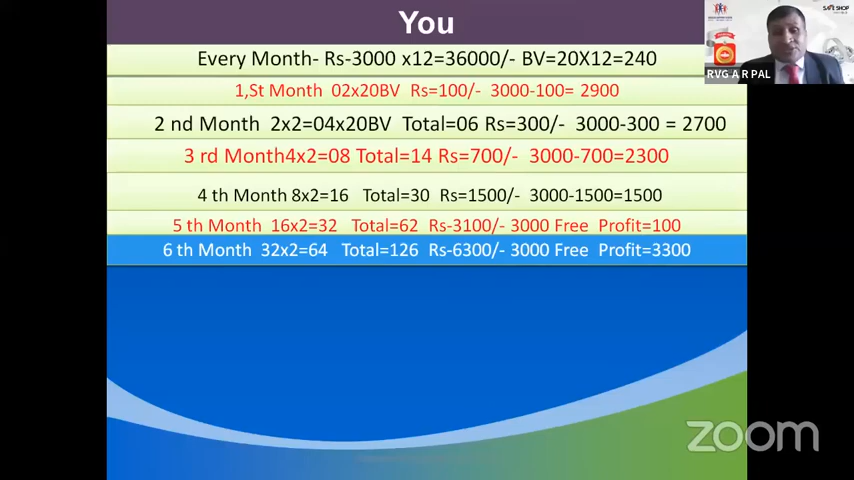 You
Every Month- Rs-3000 x12=36000/- BV=20X12=240
1,St Month 02x20BV Rs=100/- 3000-100= 2900
2 nd Month 2x2=04x20BV Total=06 Rs=300/- 3000-300 = 2700
3 rd Month4x2=08 Total=14 Rs=700/- 3000-700=2300
4 th Month 8x2=16 Total=30 Rs=1500/- 3000-1500=1500
5 th Month 16x2=32 Total=62 Rs-3100/- 3000 Free Profit=100
6 th Month 32x2=64 Total=126 Rs-6300/- 3000 Free Profit=3300
SAFE SHOP
RVG A R PAL
zoom